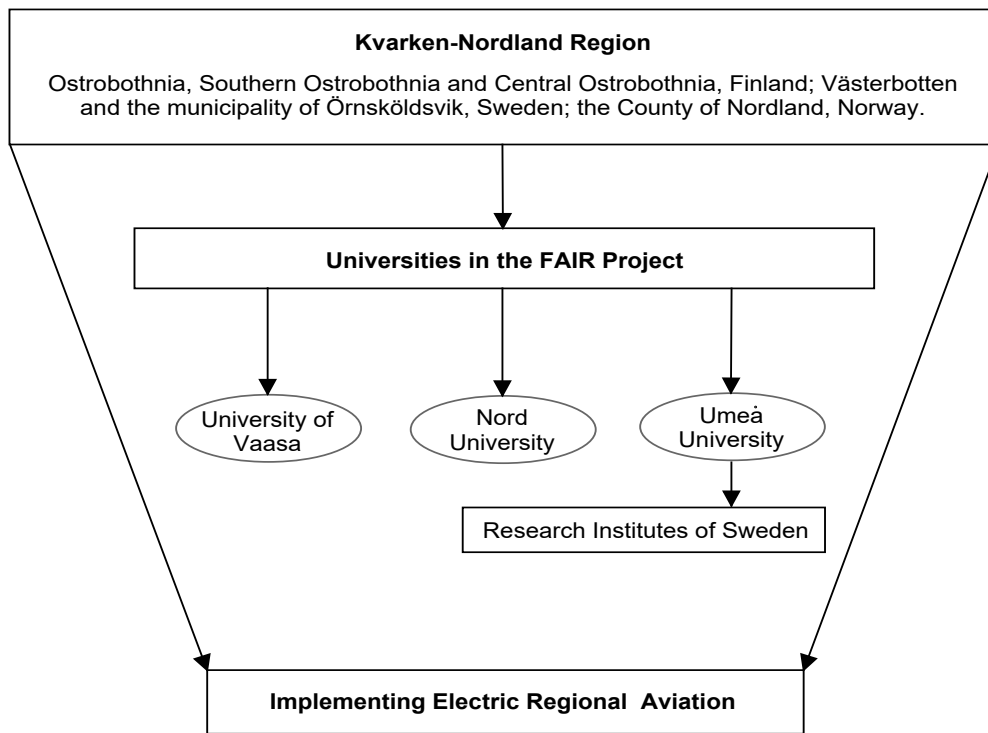 Kvarken-Nordland Region
Ostrobothnia, Southern Ostrobothnia and Central Ostrobothnia, Finland; Västerbotten
and the municipality of Örnsköldsvik, Sweden; the County of Nordland, Norway.
Universities in the FAIR Project
University of
Vaasa
Nord
University
Umeȧ
University
Research Institutes of Sweden
Implementing Electric Regional Aviation